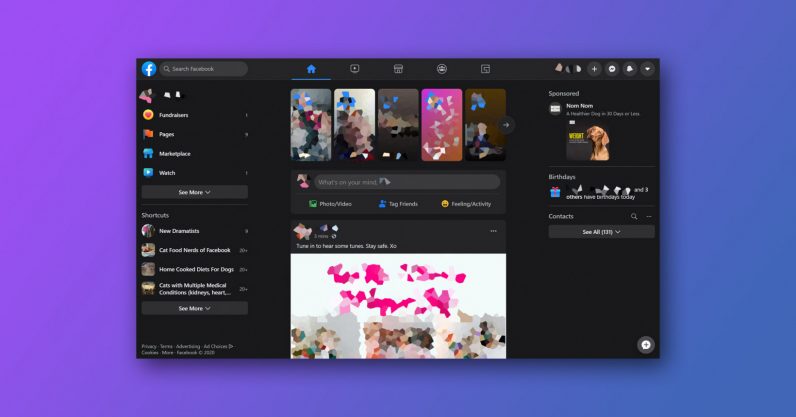 Search Facebook
Fundraisers 1
Pages 9
Marketplace
Watch 1
See More
Shortcuts
New Dramatists 9
Cat Food Nerds of Facebook 20+
Home Cooked Diets For Dogs 20+
Cats with Multiple Medical
Conditions (kidneys, heart,... 20+
See More
Privacy · Terms · Advertising · Ad Choices
Cookies · More · Facebook © 2020
What's on your mind,
Photo/Video
Tag Friends
Feeling/Activity
3 mins
Tune in to hear some tunes. Stay safe. Xo
Sponsored
Nom Nom
A Healthier Dog in 30 Days or Less.
WEIGHT
Birthdays
and 3
others have birthdays today
Contacts
See All (131)